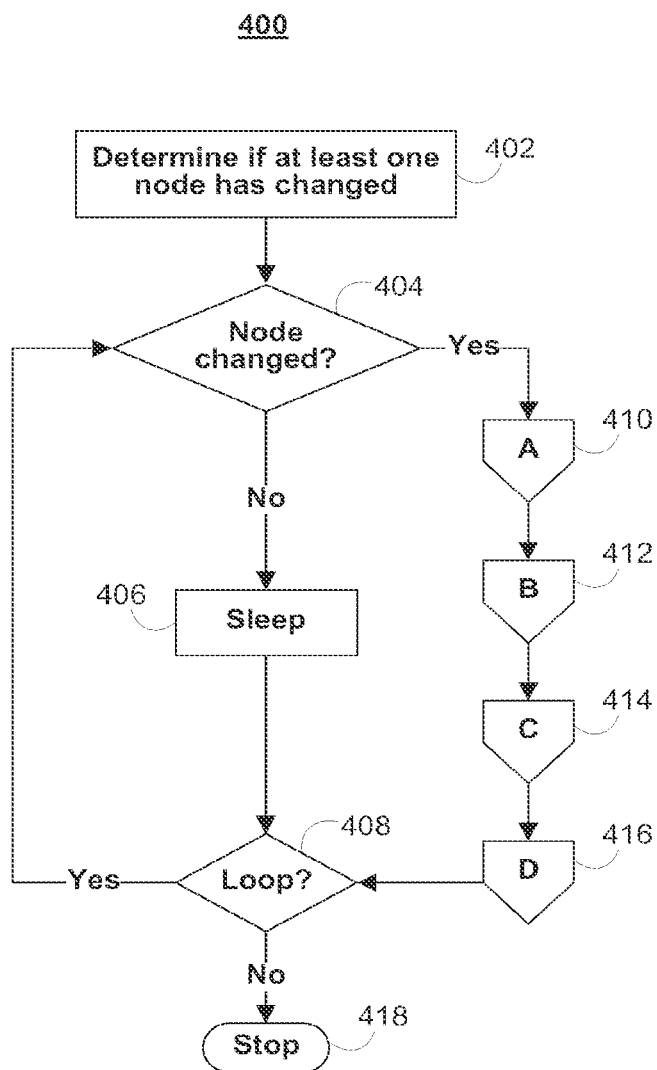 400
Determine if at least one
node has changed
402
404
Node
changed?
Yes
410
A
No
412
B
406
Sleep
414
C
408
416
D
Yes
Loop?
No
418
Stop